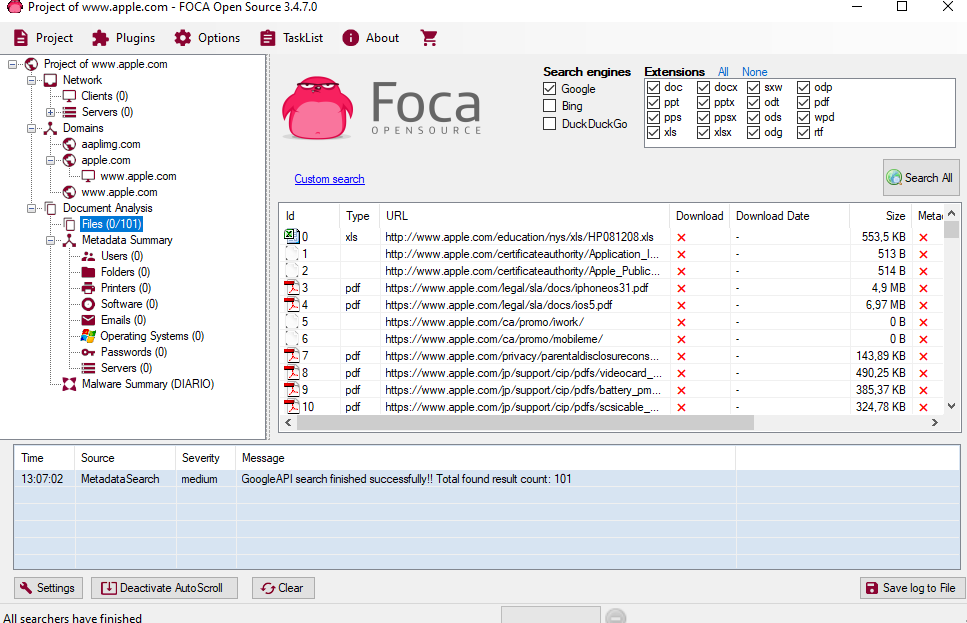 Project of www.apple.com - FOCA Open Source 3.4.7.0
Project Plugins Options TaskList About
Project of www.apple.com
Network
Clients (0)
Servers (0)
Domains
aaplimg.com
apple.com
www.apple.com
www.apple.com
Document Analysis
Files (0/101)
Metadata Summary
Users (0)
Folders (0)
Printers (0)
Software (0)
Emails (0)
Operating Systems (0)
Passwords (0)
Servers (0)
Malware Summary (DIARIO)
Foca
OPENSOURCE
Search engines
Google
Bing
DuckDuckGo
Extensions All None
doc docx sxw odp
ppt pptx odt pdf
pps ppsx ods wpd
xls xlsx odg rtf
Custom search
Search All
Id Type URL Download Download Date Size Metac
0 xls http://www.apple.com/education/nys/xls/HP081208.xls - 553,5 KB
1 http://www.apple.com/certificateauthority/Application_I... - 513 B
2 https://www.apple.com/certificateauthority/Apple_Public... - 514 B
3 pdf http://www.apple.com/legal/sla/docs/iphoneos31.pdf - 4,9 MB
4 pdf http://www.apple.com/legal/sla/docs/ios5.pdf - 6,97 MB
5 https://www.apple.com/ca/promo/iwork/ - 0 B
6 https://www.apple.com/ca/promo/mobileme/ - 0 B
7 pdf https://www.apple.com/privacy/parentaldisclosurecons... - 143,89 KB
8 pdf https://www.apple.com/jp/support/cip/pdfs/videocard_... - 490,25 KB
9 pdf https://www.apple.com/jp/support/cip/pdfs/battery_pm... - 385,37 KB
10 pdf https://www.apple.com/jp/support/cip/pdfs/scsicable_... - 324,78 KB
Time Source Severity Message
13:07:02 MetadataSearch medium GoogleAPI search finished successfully!! Total found result count: 101
Settings Deactivate AutoScroll Clear Save log to File
All searchers have finished